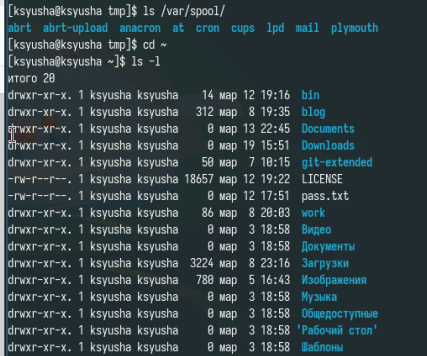 [ksyusha@ksyusha tmp]$ ls /var/spool/
abrt  abrt-upload  anacron  at  cron  cups  lpd  mail  plymouth
[ksyusha@ksyusha tmp]$ cd ~
[ksyusha@ksyusha ~]$ ls -l
итого 20
drwxr-xr-x. 1 ksyusha ksyusha    14 мар 12 19:16  bin
drwxr-xr-x. 1 ksyusha ksyusha   312 мар  8 19:35  blog
drwxr-xr-x. 1 ksyusha ksyusha     0 мар 13 22:45  Documents
drwxr-xr-x. 1 ksyusha ksyusha     0 мар 19 15:51  Downloads
drwxr-xr-x. 1 ksyusha ksyusha    50 мар  7 10:15  git-extended
-rw-r--r--. 1 ksyusha ksyusha 18657 мар 12 19:22  LICENSE
-rw-r--r--. 1 ksyusha ksyusha     0 мар 12 17:51  pass.txt
drwxr-xr-x. 1 ksyusha ksyusha    86 мар  8 20:03  work
drwxr-xr-x. 1 ksyusha ksyusha     0 мар  3 18:58  Видео
drwxr-xr-x. 1 ksyusha ksyusha     0 мар  3 18:58  Документы
drwxr-xr-x. 1 ksyusha ksyusha  3224 мар  8 23:16  Загрузки
drwxr-xr-x. 1 ksyusha ksyusha   780 мар  5 16:43  Изображения
drwxr-xr-x. 1 ksyusha ksyusha     0 мар  3 18:58  Музыка
drwxr-xr-x. 1 ksyusha ksyusha     0 мар  3 18:58  Общедоступные
drwxr-xr-x. 1 ksyusha ksyusha     0 мар  3 18:58 'Рабочий стол'
drwxr-xr-x. 1 ksyusha ksyusha     0 мар  3 18:58  Шаблоны